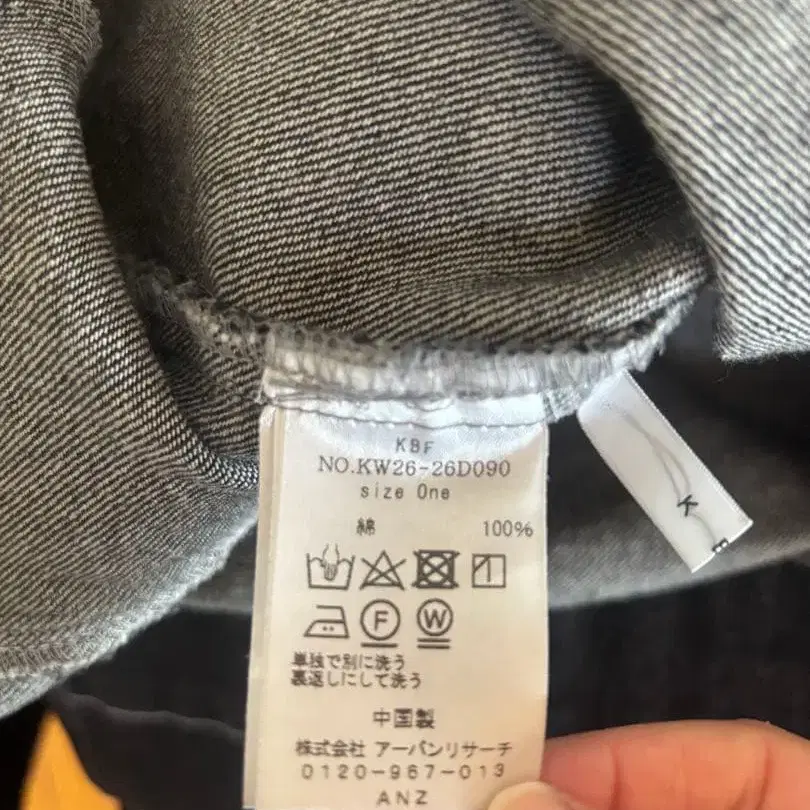 KBF
NO.KW26-26D090
size One
綿 100%
F W
単独で別に洗う
裏返しにして洗う
中国製
株式会社 アーバンリサーチ
0120-967-013
ANZ
K